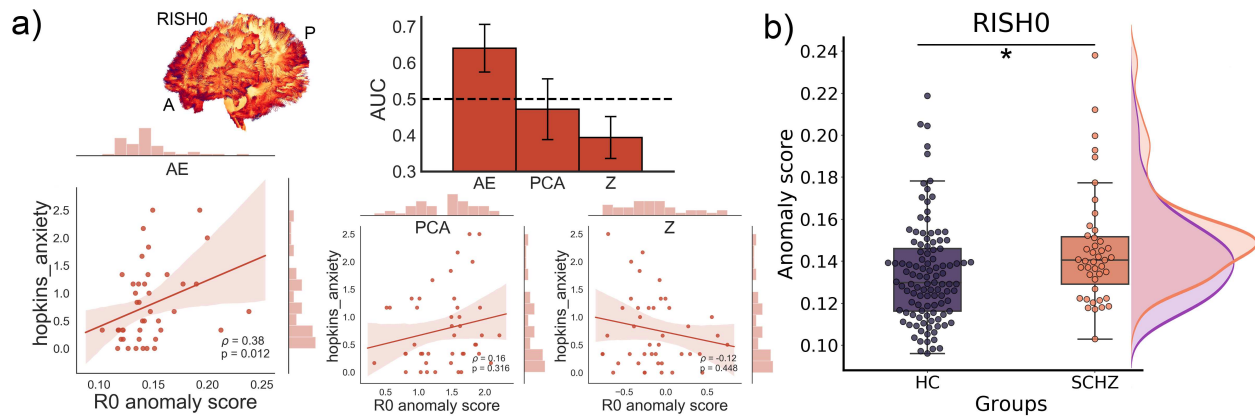 a)
RISH0
P
A
0.7
0.6
0.5
0.4
0.3
AUC
AE
PCA
Z
AE
hopkins_anxiety
2.5
2.0
1.5
1.0
0.5
0.0
ρ = 0.38
p = 0.012
0.10
0.15
0.20
0.25
R0 anomaly score
PCA
hopkins_anxiety
2.5
2.0
1.5
1.0
0.5
0.0
ρ = 0.16
p = 0.316
0.5
1.0
1.5
2.0
R0 anomaly score
Z
hopkins_anxiety
2.5
2.0
1.5
1.0
0.5
0.0
ρ = -0.12
p = 0.448
−0.5
0.0
0.5
R0 anomaly score
b)
RISH0
*
0.24
0.22
0.20
0.18
0.16
0.14
0.12
0.10
Anomaly score
HC
SCHZ
Groups